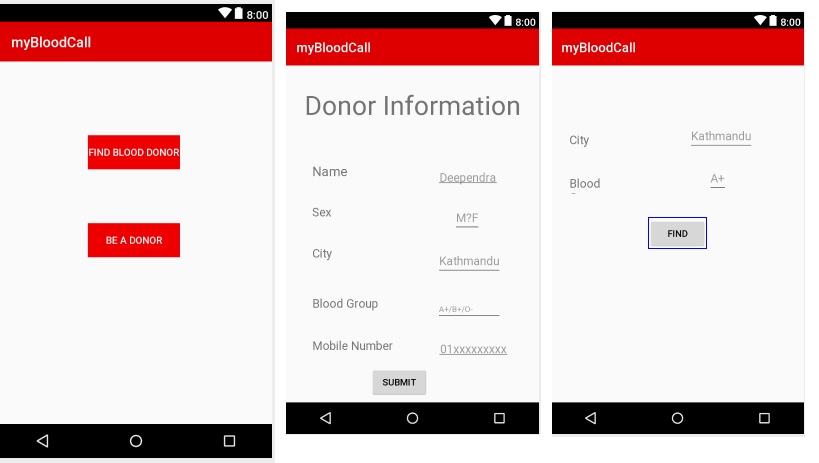 8:00
myBloodCall
FIND BLOOD DONOR
BE A DONOR
8:00
myBloodCall
Donor Information
Name Deependra
Sex M?F
City Kathmandu
Blood Group A+/B+/O-
Mobile Number 01xxxxxxxxx
SUBMIT
8:00
myBloodCall
City Kathmandu
Blood A+
FIND